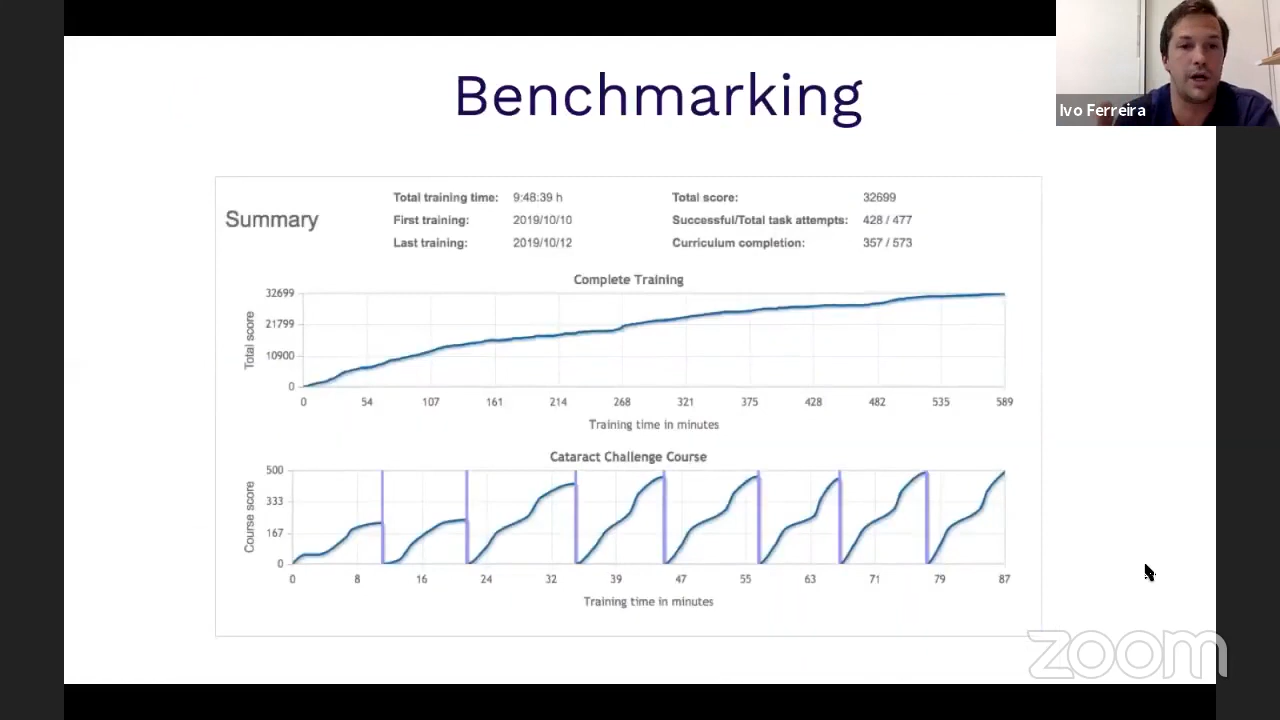 Benchmarking
Ivo Ferreira
Summary
Total training time: 9:48:39 h
First training: 2019/10/10
Last training: 2019/10/12
Total score: 32699
Successful/Total task attempts: 428 / 477
Curriculum completion: 357 / 573
Complete Training
Total score
32699
21799
10900
0
0 54 107 161 214 268 321 375 428 482 535 589
Training time in minutes
Cataract Challenge Course
Course score
500
333
167
0
0 8 16 24 32 39 47 55 63 71 79 87
Training time in minutes
zoom